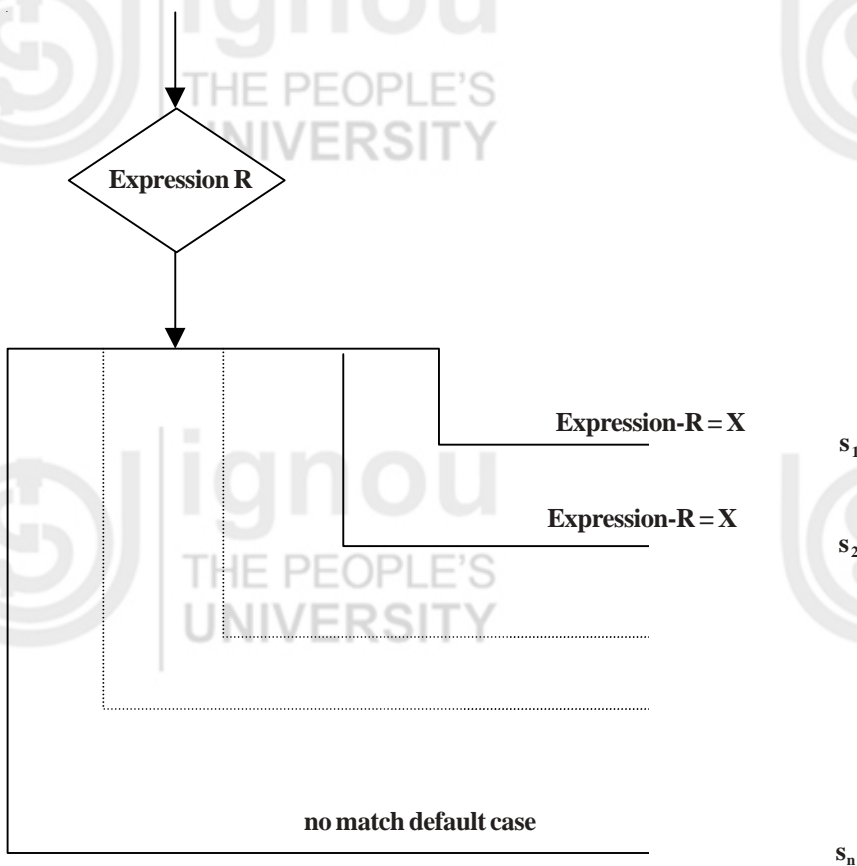 ignou
THE PEOPLE'S
UNIVERSITY
Expression R
Expression-R = X
s1
ignou
Expression-R = X
s2
THE PEOPLE'S
UNIVERSITY
no match default case
sn